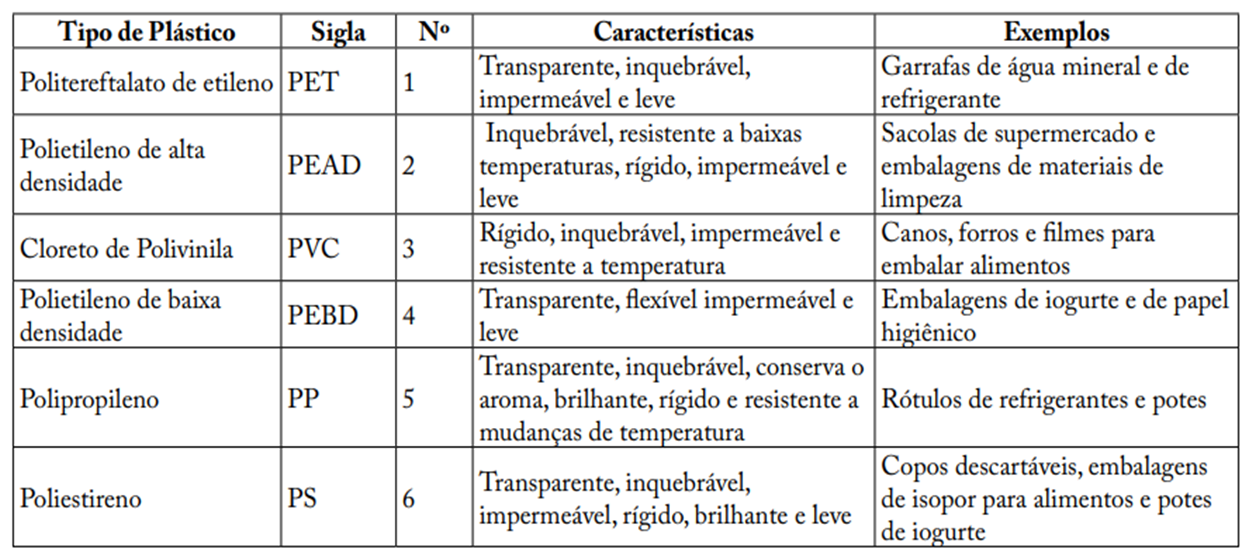 Tipo de Plástico Sigla Nº Características Exemplos
Politereftalato de etileno PET 1 Transparente, inquebrável, impermeável e leve Garrafas de água mineral e de refrigerante
Polietileno de alta densidade PEAD 2 Inquebrável, resistente a baixas temperaturas, rígido, impermeável e leve Sacolas de supermercado e embalagens de materiais de limpeza
Cloreto de Polivinila PVC 3 Rígido, inquebrável, impermeável e resistente a temperatura Canos, forros e filmes para embalar alimentos
Polietileno de baixa densidade PEBD 4 Transparente, flexível impermeável e leve Embalagens de iogurte e de papel higiênico
Polipropileno PP 5 Transparente, inquebrável, conserva o aroma, brilhante, rígido e resistente a mudanças de temperatura Rótulos de refrigerantes e potes
Poliestireno PS 6 Transparente, inquebrável, impermeável, rígido, brilhante e leve Copos descartáveis, embalagens de isopor para alimentos e potes de iogurte